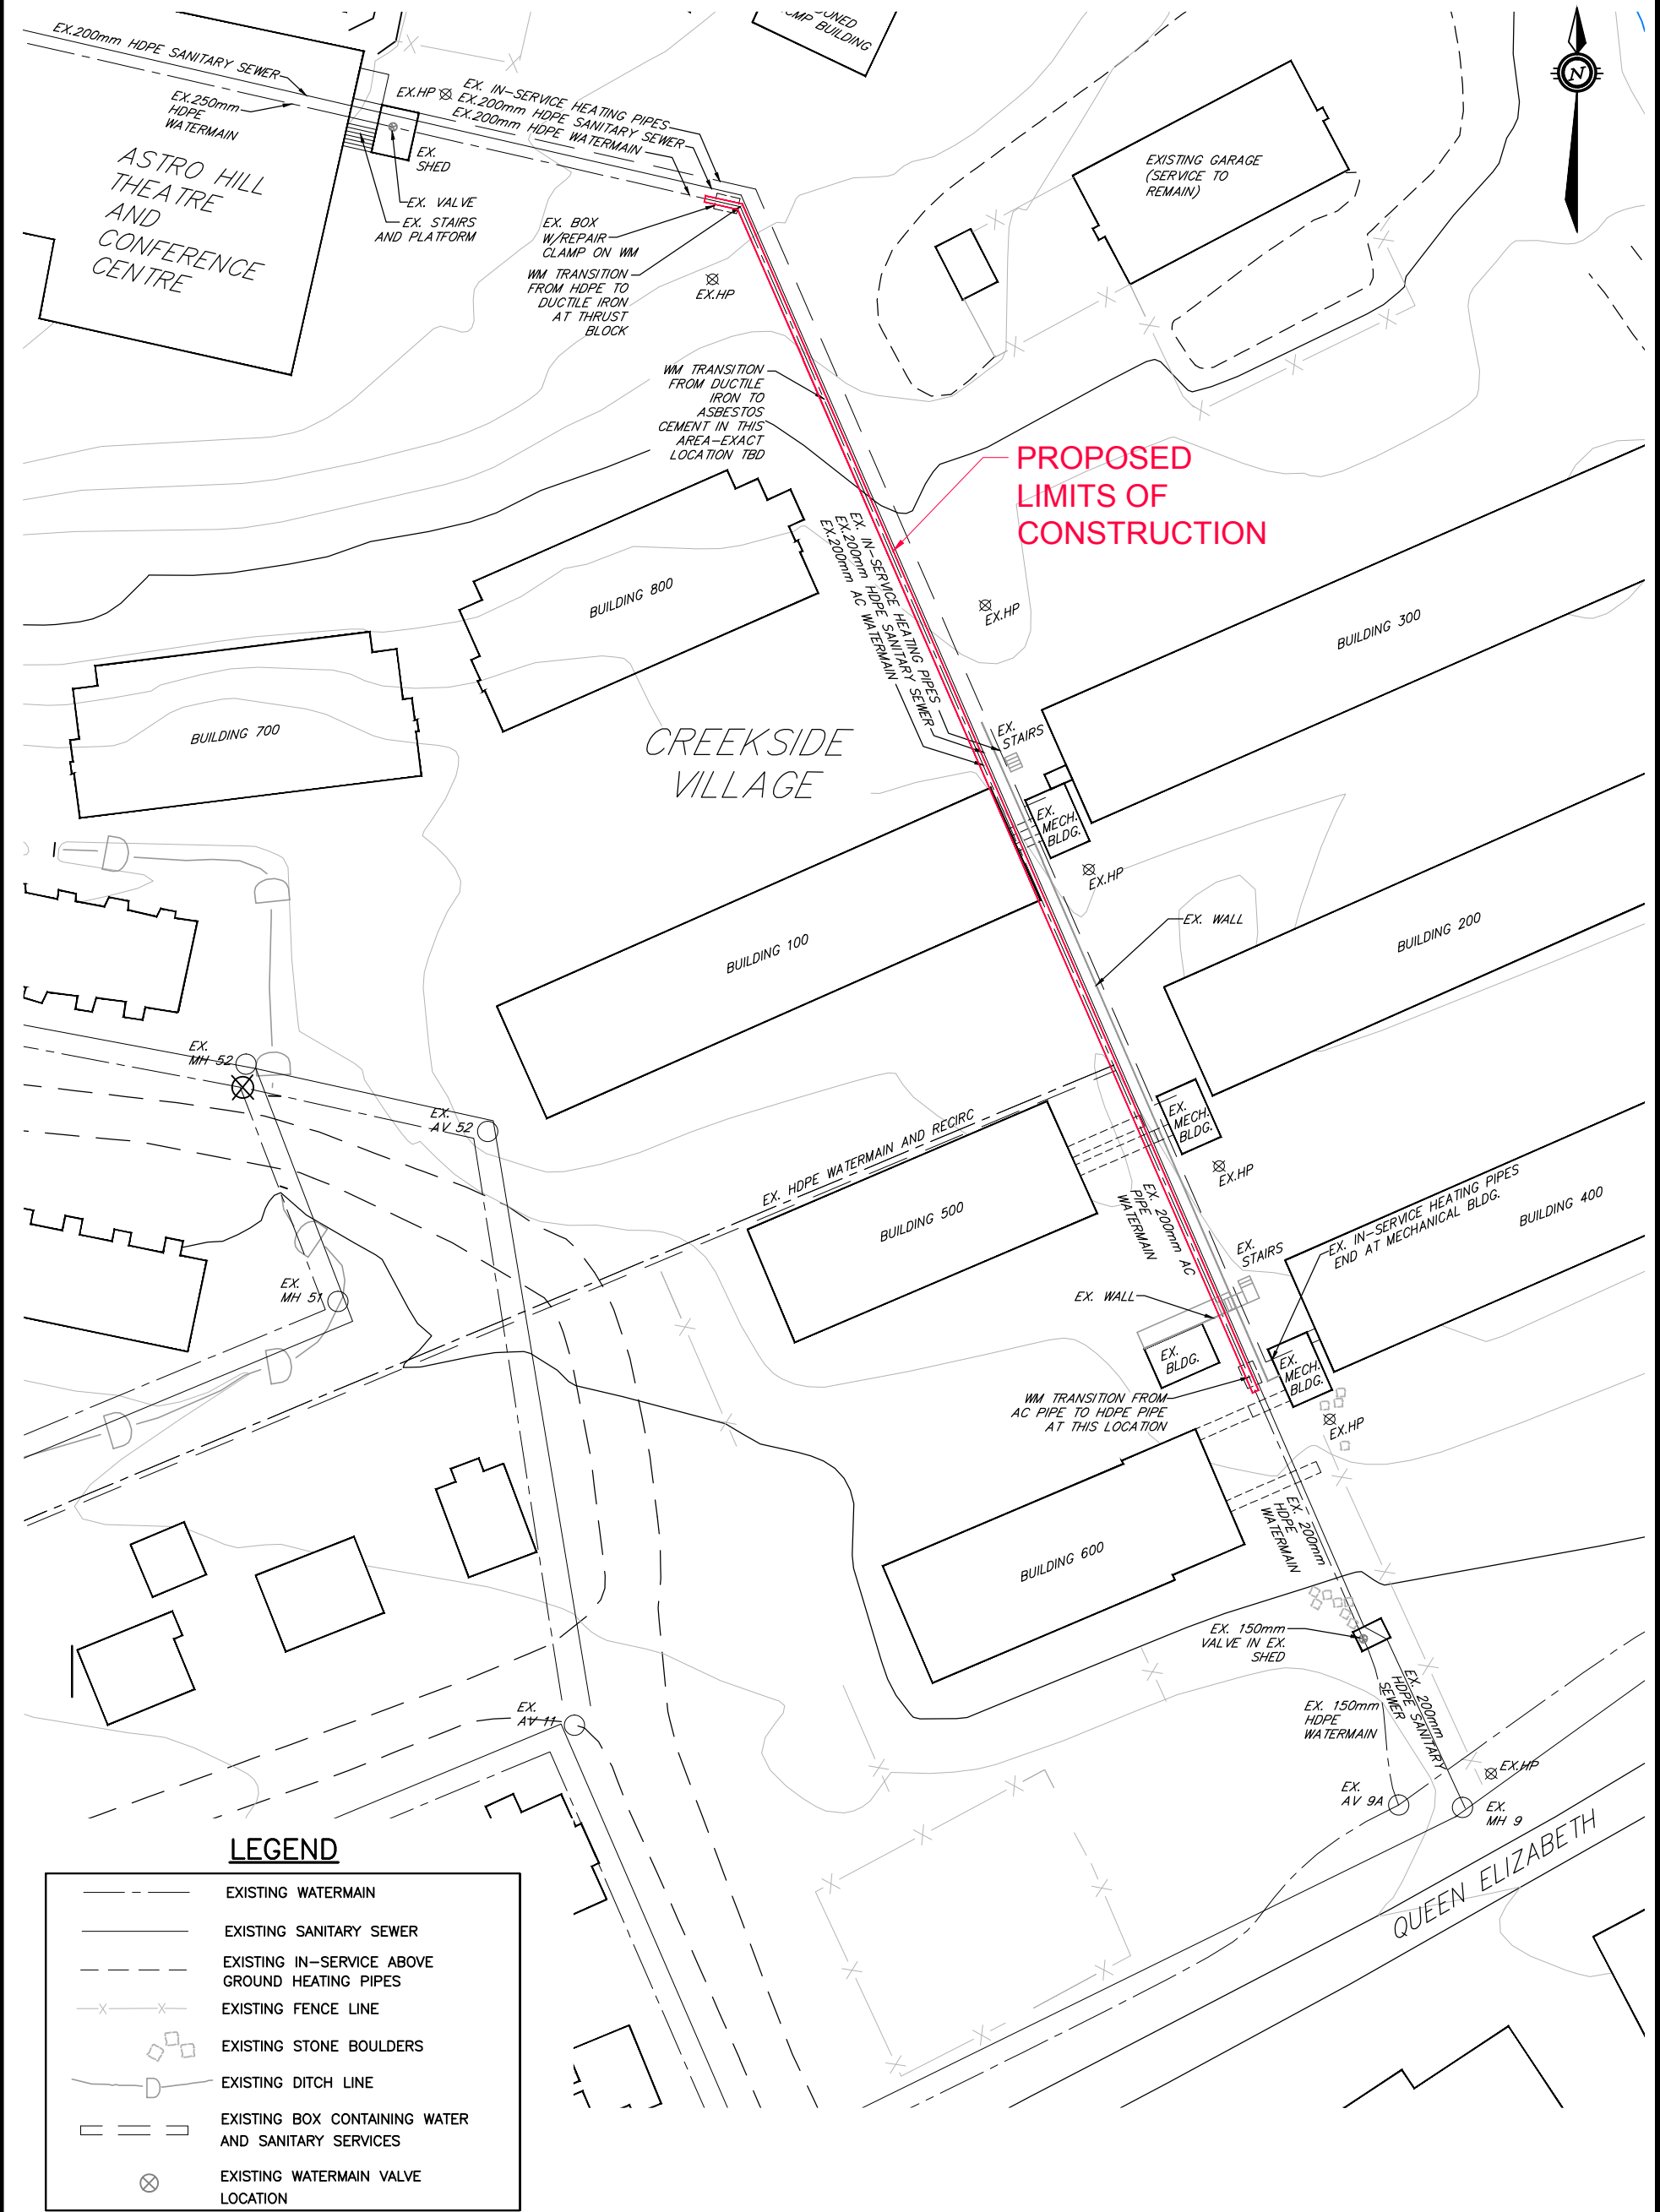 EX.200mm HDPE SANITARY SEWER
EX.250mm
HDPE
WATERMAIN
ASTRO HILL
THEATRE
AND
CONFERENCE
CENTRE
EX.
SHED
EX. VALVE
EX. STAIRS
AND PLATFORM
EX.HP
EX. IN-SERVICE HEATING PIPES
EX.200mm HDPE SANITARY SEWER
EX.200mm HDPE WATERMAIN
BUILDING
N
EXISTING GARAGE
(SERVICE TO
REMAIN)
EX. BOX
W/REPAIR
CLAMP ON WM
WM TRANSITION
FROM HDPE TO
DUCTILE IRON
AT THRUST
BLOCK
EX.HP
WM TRANSITION
FROM DUCTILE
IRON TO
ASBESTOS
CEMENT IN THIS
AREA-EXACT
LOCATION TBD
PROPOSED
LIMITS OF
CONSTRUCTION
EX. IN-SERVICE HEATING PIPES
EX.200mm HDPE SANITARY SEWER
EX.200mm AC WATERMAIN
EX.HP
BUILDING 800
BUILDING 300
BUILDING 700
CREEKSIDE
VILLAGE
EX.
STAIRS
EX.
MECH.
BLDG.
EX.HP
EX. WALL
BUILDING 100
BUILDING 200
EX.
MH 52
EX.
AV 52
EX. HDPE WATERMAIN AND RECIRC
EX.
MECH.
BLDG.
EX.HP
EX. 200mm AC
PIPE
WATERMAIN
BUILDING 500
EX. IN-SERVICE HEATING PIPES
END AT MECHANICAL BLDG.
BUILDING 400
EX.
STAIRS
EX. WALL
EX.
MH 51
EX.
BLDG.
EX.
MECH.
BLDG.
WM TRANSITION FROM
AC PIPE TO HDPE PIPE
AT THIS LOCATION
EX.HP
EX. 200mm
HDPE
WATERMAIN
BUILDING 600
EX. 150mm
VALVE IN EX.
SHED
EX. 200mm
HDPE SANITARY
SEWER
EX. 150mm
HDPE
WATERMAIN
EX.
AV 11
EX.HP
EX.
AV 9A
EX.
MH 9
QUEEN ELIZABETH
LEGEND
EXISTING WATERMAIN
EXISTING SANITARY SEWER
EXISTING IN-SERVICE ABOVE
GROUND HEATING PIPES
EXISTING FENCE LINE
EXISTING STONE BOULDERS
D EXISTING DITCH LINE
EXISTING BOX CONTAINING WATER
AND SANITARY SERVICES
EXISTING WATERMAIN VALVE
LOCATION